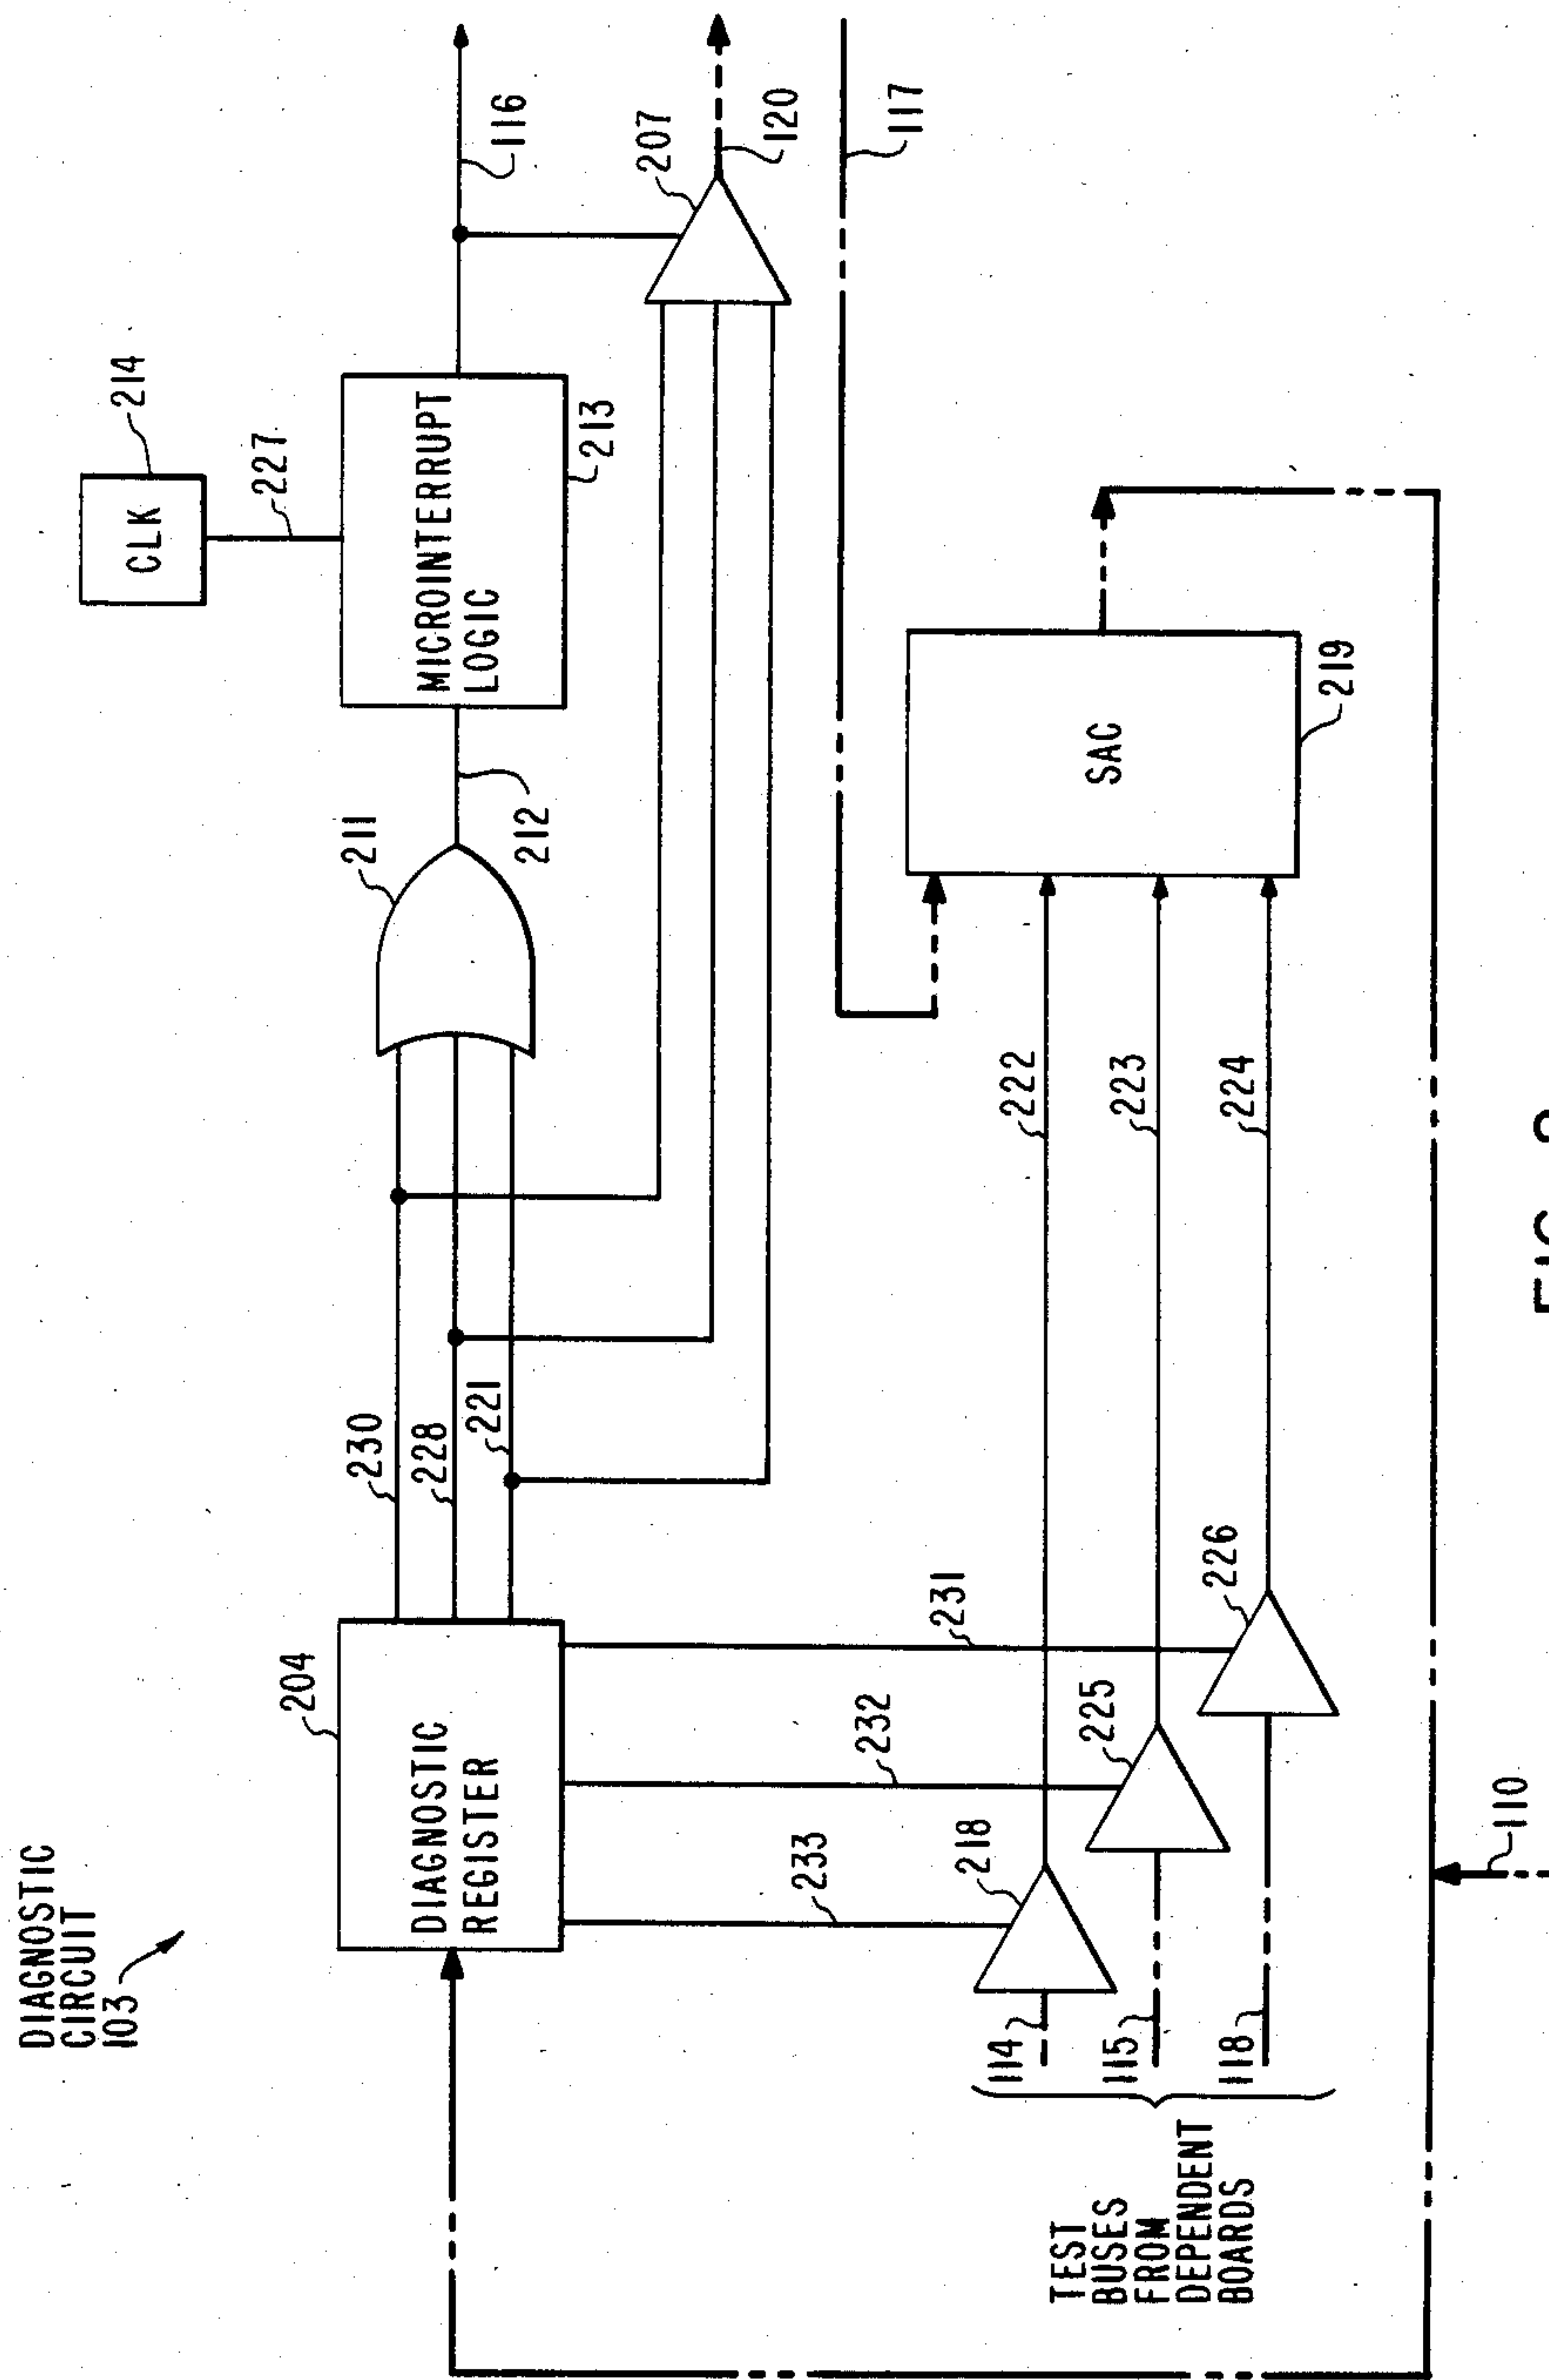 DIAGNOSTIC
CIRCUIT
103
204
DIAGNOSTIC
REGISTER
230
228
221
211
212
CLK
214
227
MICROINTERRUPT
LOGIC
213
116
207
120
117
233
232
231
218
225
226
222
223
224
SAC
219
114
115
118
TEST
BUSES
FROM
DEPENDENT
BOARDS
110